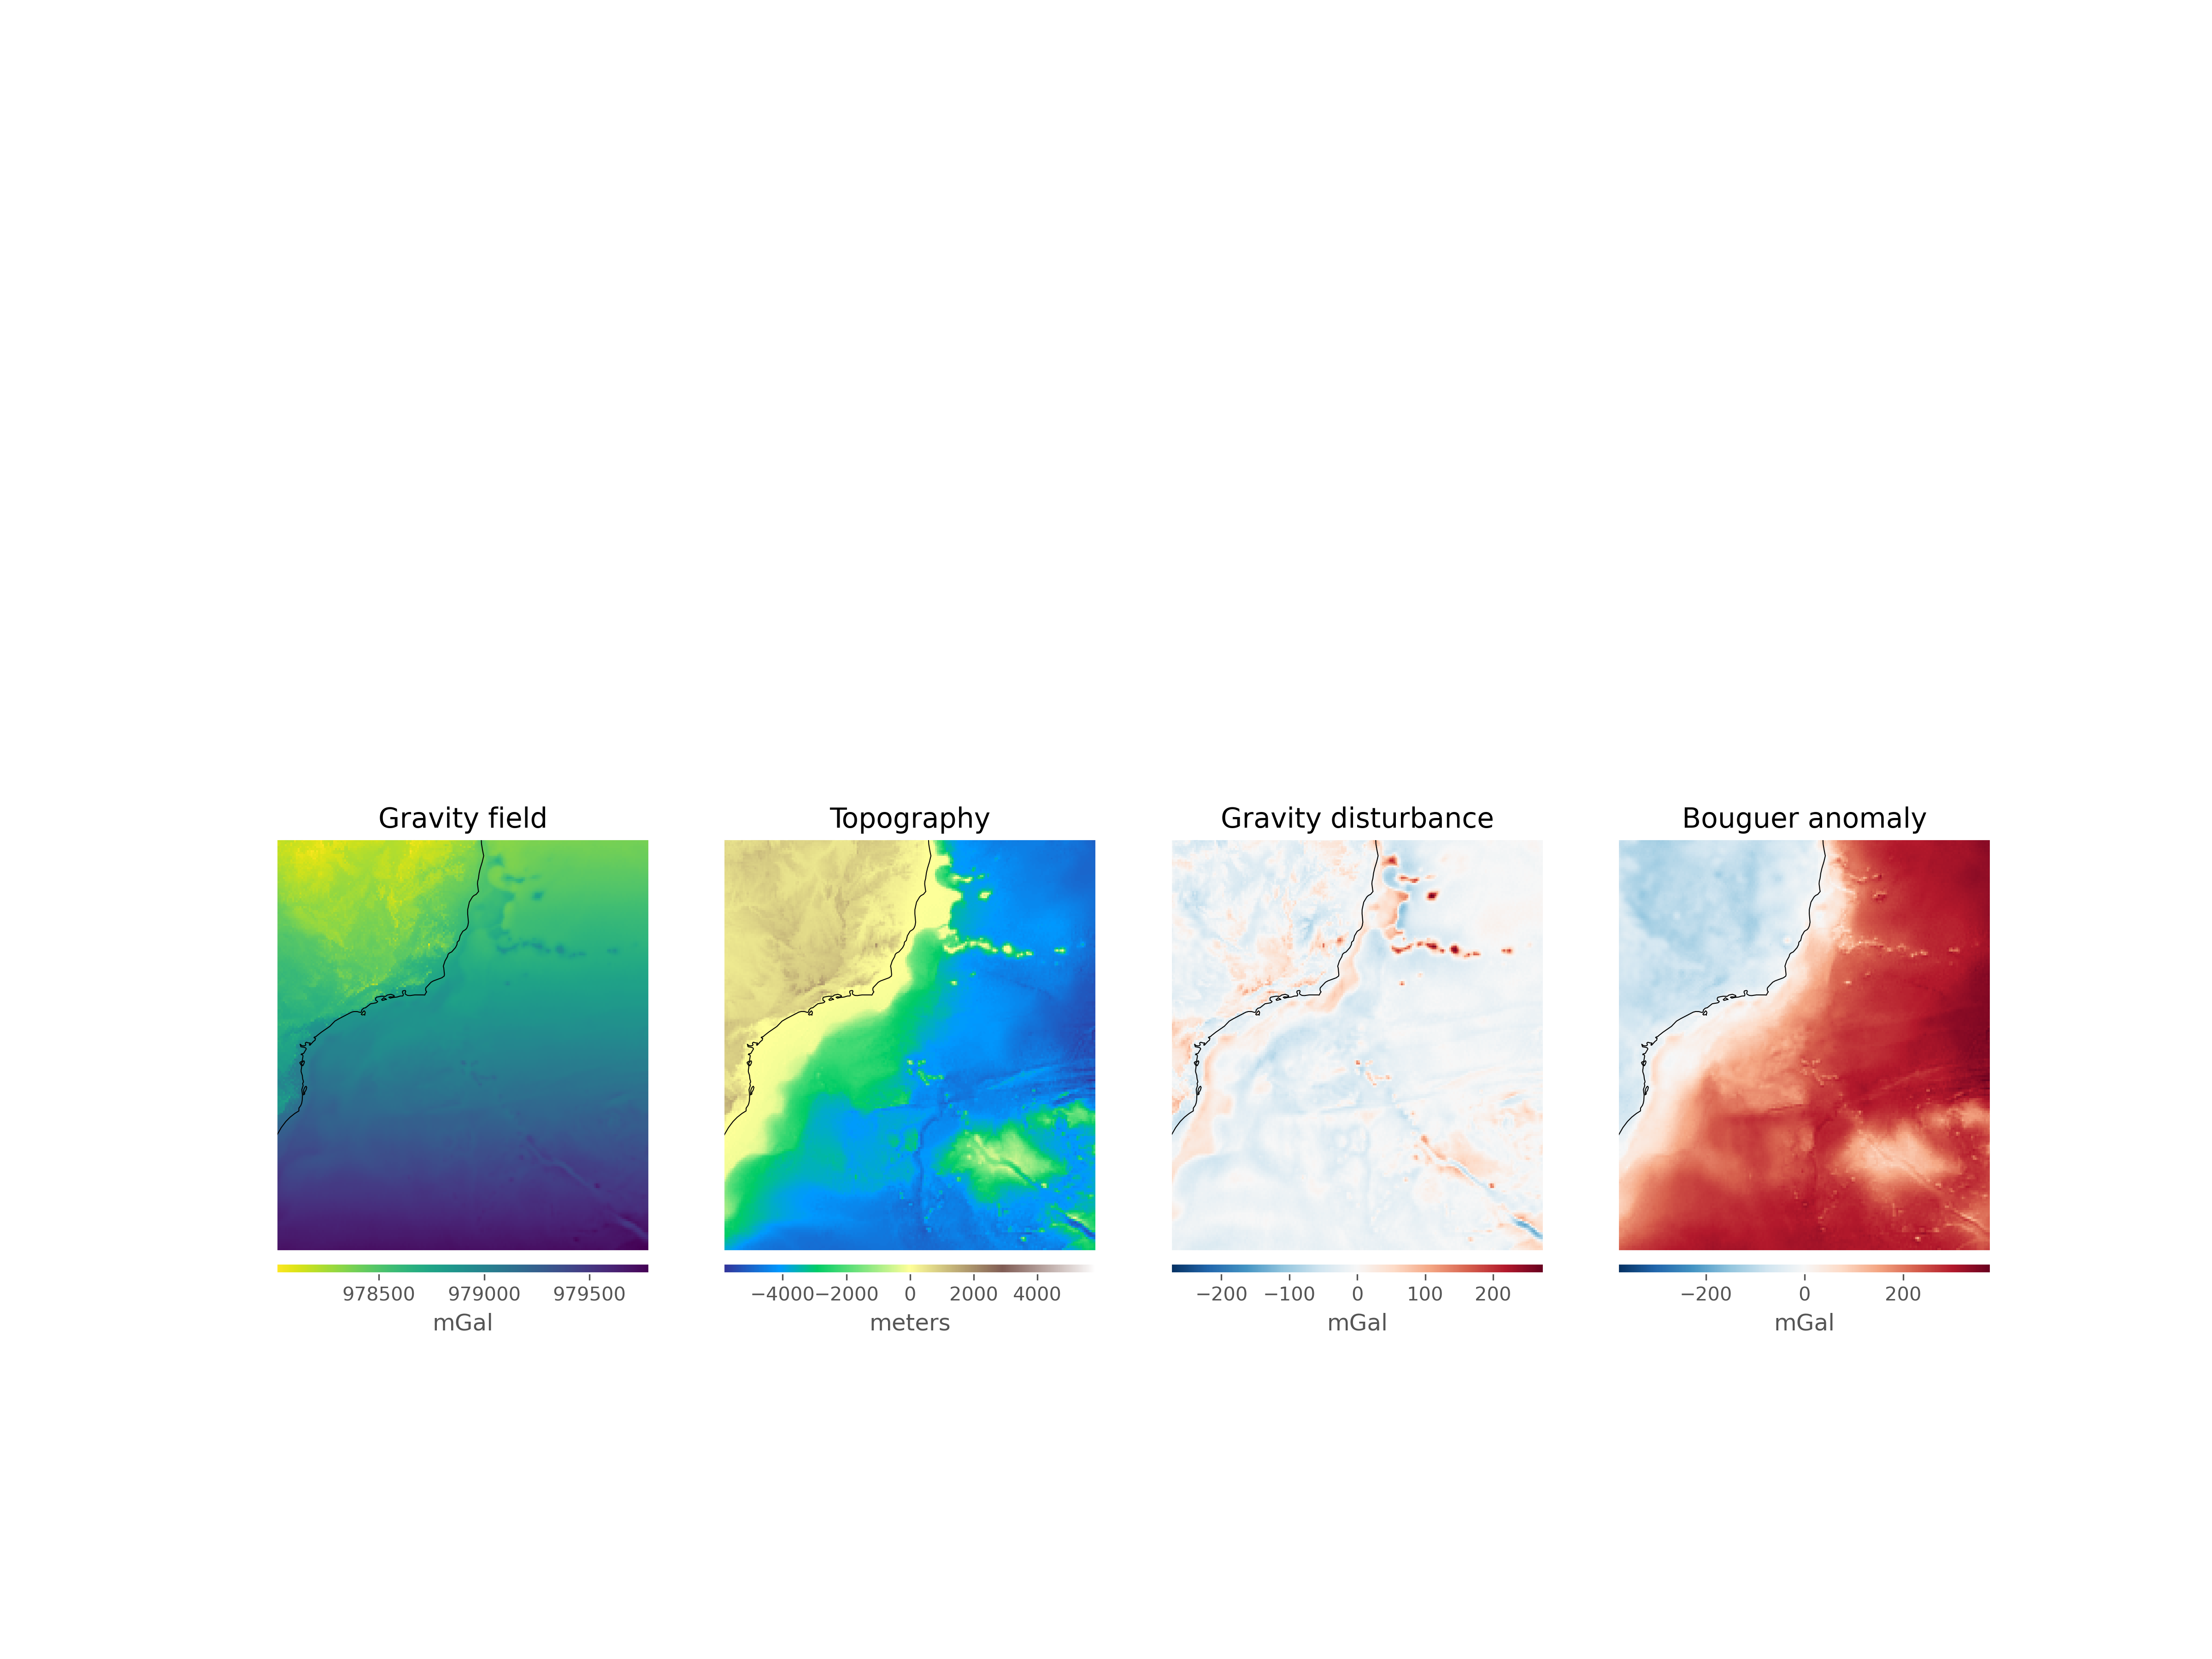 Gravity field
Topography
Gravity disturbance
Bouguer anomaly
978500 979000 979500
mGal
−4000 −2000 0 2000 4000
meters
−200 −100 0 100 200
mGal
−200 0 200
mGal